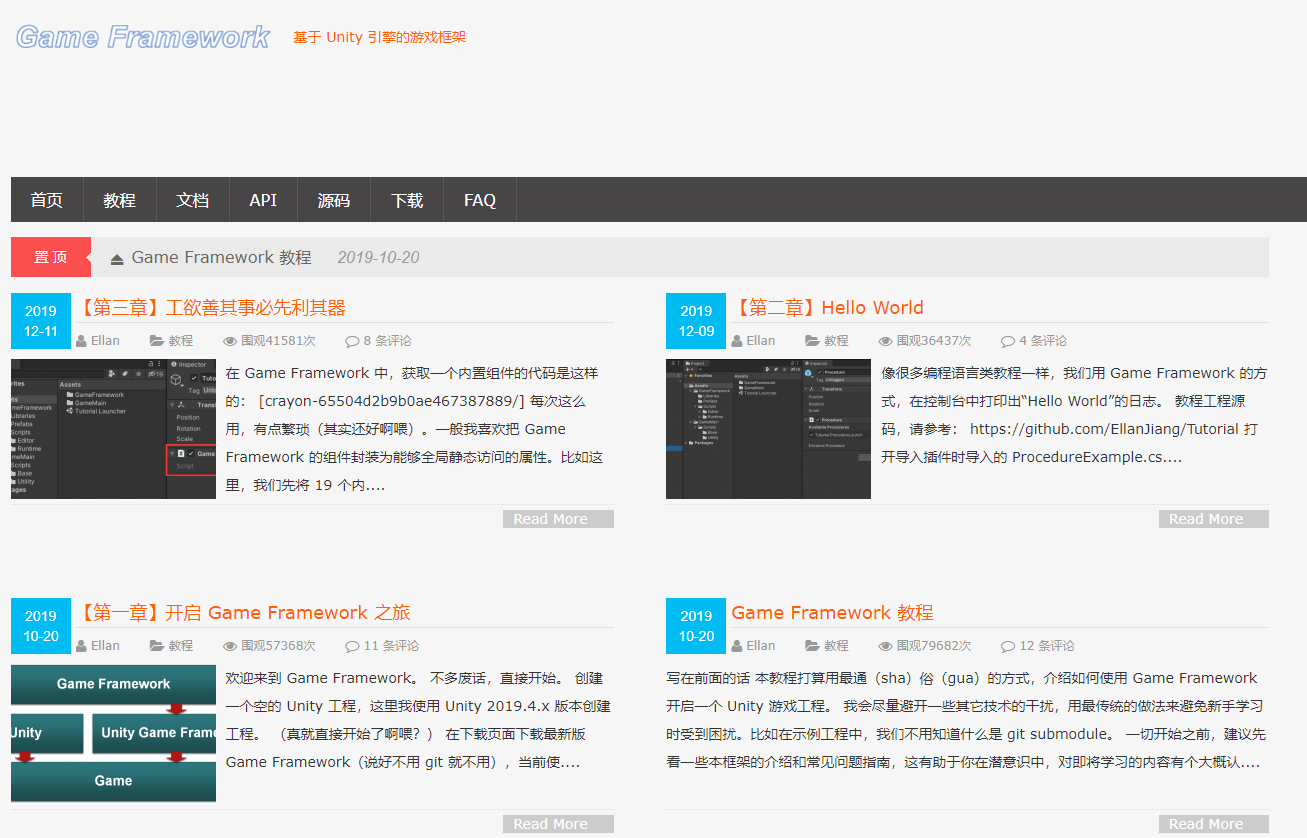 Game Framework 基于 Unity 引擎的游戏框架
首页 教程 文档 API 源码 下载 FAQ
置顶 Game Framework 教程 2019-10-20
2019
12-11
【第三章】工欲善其事必先利其器
Ellan 教程 围观41581次 8 条评论
在 Game Framework 中，获取一个内置组件的代码是这样
的： [crayon-65504d2b9b0ae467387889/] 每次这么
用，有点繁琐（其实还好啊喂）。一般我喜欢把 Game
Framework 的组件封装为能够全局静态访问的属性。比如这
里，我们先将 19 个内....
Read More
2019
12-09
【第二章】Hello World
Ellan 教程 围观36437次 4 条评论
像很多编程语言类教程一样，我们用 Game Framework 的方
式，在控制台中打印出“Hello World”的日志。 教程工程源
码，请参考： https://github.com/EllanJiang/Tutorial 打
开导入插件时导入的 ProcedureExample.cs....
Read More
2019
10-20
【第一章】开启 Game Framework 之旅
Ellan 教程 围观57368次 11 条评论
Game Framework
Unity Unity Game Frame
Game
欢迎来到 Game Framework。 不多废话，直接开始。 创建
一个空的 Unity 工程，这里我使用 Unity 2019.4.x 版本创建
工程。 （真就直接开始了啊喂？） 在下载页面下载最新版
Game Framework（说好不用 git 就不用），当前使....
Read More
2019
10-20
Game Framework 教程
Ellan 教程 围观79682次 12 条评论
写在前面的话 本教程打算用最通（sha）俗（gua）的方式，介绍如何使用 Game Framework
开启一个 Unity 游戏工程。 我会尽量避开一些其它技术的干扰，用最传统的做法来避免新手学习
时受到困扰。比如在示例工程中，我们不用知道什么是 git submodule。 一切开始之前，建议先
看一些本框架的介绍和常见问题指南，这有助于你在潜意识中，对即将学习的内容有个大概认....
Read More